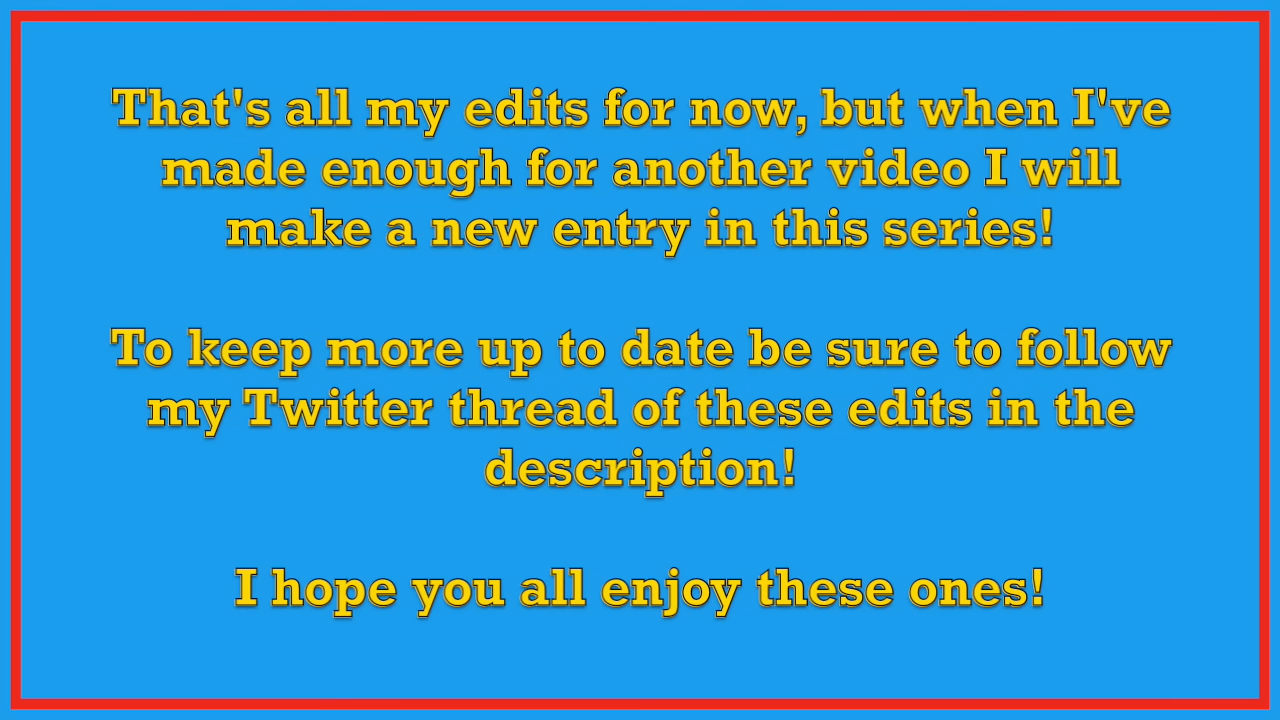 That's all my edits for now, but when I've
made enough for another video I will
make a new entry in this series!
To keep more up to date be sure to follow
my Twitter thread of these edits in the
description!
I hope you all enjoy these ones!